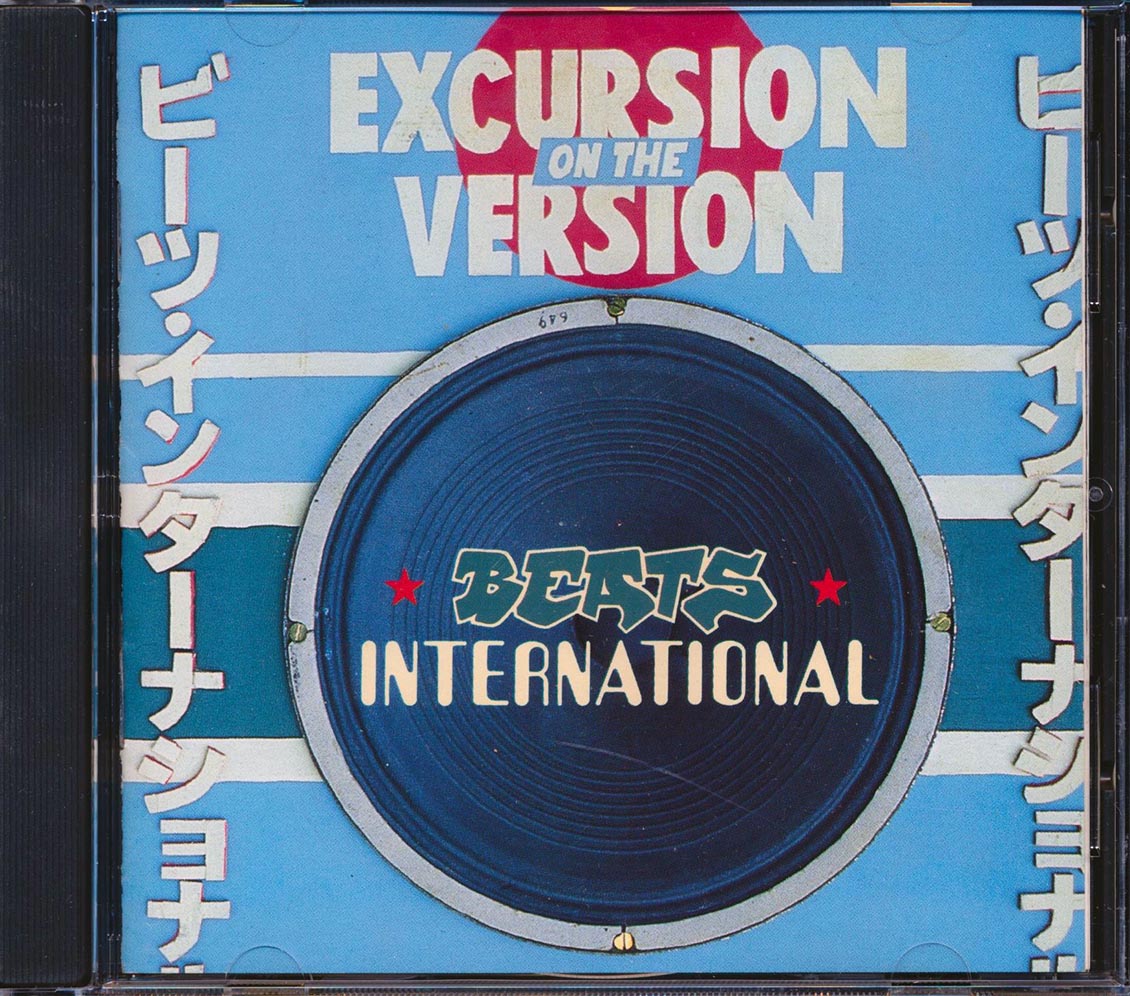 EXCURSION
ON THE
VERSION
ビーツ・インターナショナ
649
BEATS
INTERNATIONAL
ビーツ・インターナショナ